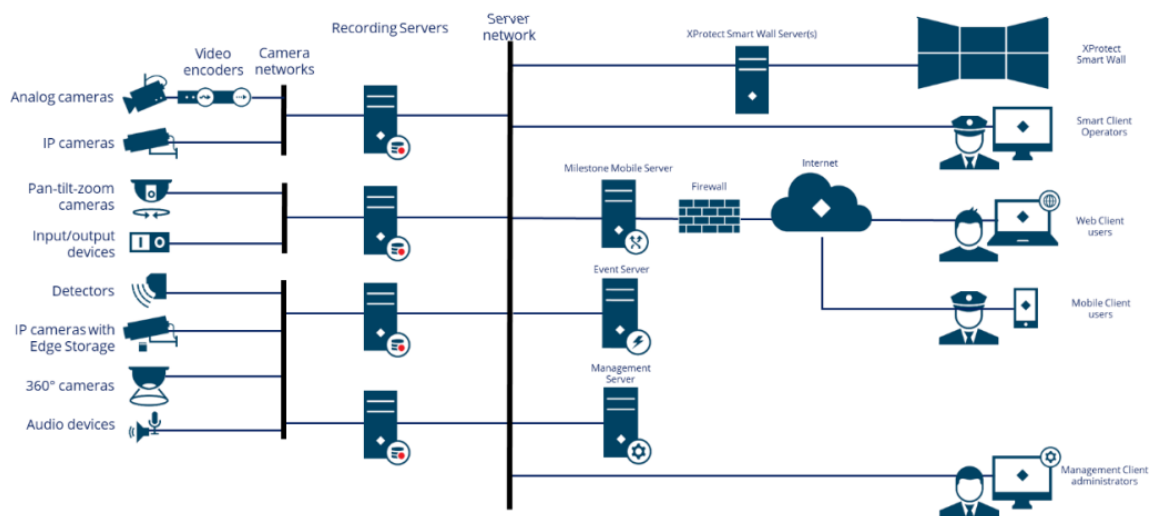 Recording Servers
Server
network
Video
encoders
Camera
networks
Analog cameras
IP cameras
Pan-tilt-zoom
cameras
Input/output
devices
Detectors
IP cameras with
Edge Storage
360° cameras
Audio devices
XProtect Smart Wall Server(s)
XProtect
Smart Wall
Smart Client
Operators
Milestone Mobile Server
Firewall
Internet
Web Client
users
Event Server
Mobile Client
users
Management
Server
Management Client
administrators